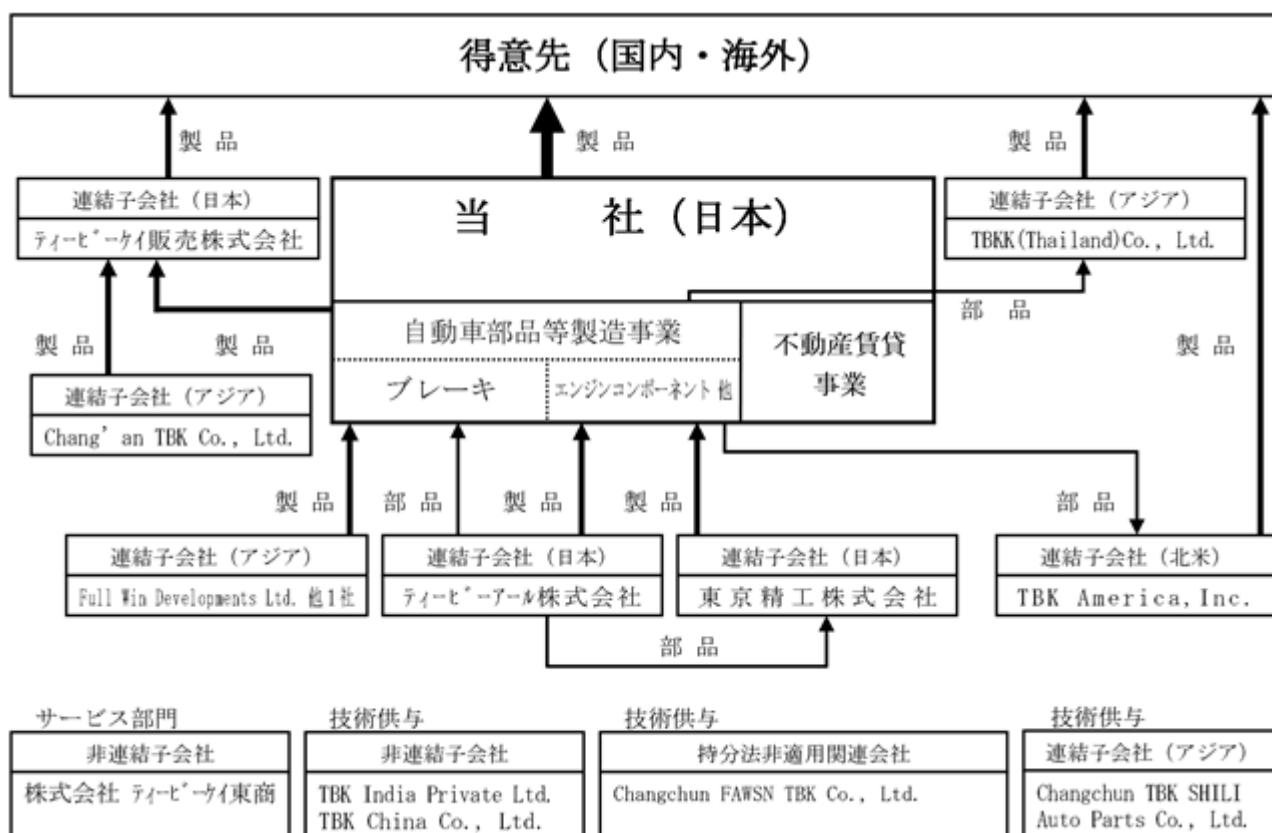 得意先（国内・海外）
製 品
製 品
製 品
連結子会社（日本）
ティービーケイ販売株式会社
当 社（日本）
連結子会社（アジア）
TBKK(Thailand)Co., Ltd.
部 品
自動車部品等製造事業
不動産賃貸
事業
ブレーキ
エンジンコンポーネント 他
製 品
製 品
製 品
連結子会社（アジア）
Chang'an TBK Co., Ltd.
製 品
部 品
製 品
製 品
部 品
連結子会社（アジア）
Full Win Developments Ltd. 他1社
連結子会社（日本）
ティービーアール株式会社
連結子会社（日本）
東京精工株式会社
連結子会社（北米）
TBK America,Inc.
部 品
サービス部門
非連結子会社
株式会社 ティービーケイ東商
技術供与
非連結子会社
TBK India Private Ltd.
TBK China Co., Ltd.
技術供与
持分法非適用関連会社
Changchun FAWSN TBK Co., Ltd.
技術供与
連結子会社（アジア）
Changchun TBK SHILI
Auto Parts Co., Ltd.